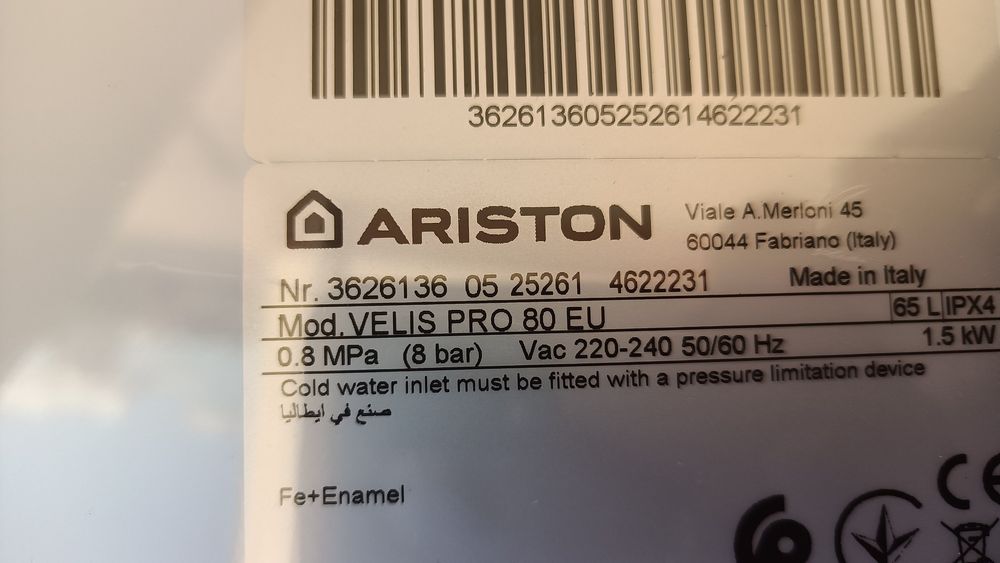 362613605252614622231
ARISTON
Viale A.Merloni 45
60044 Fabriano (Italy)
Nr. 3626136 05 25261 4622231 Made in Italy
Mod. VELIS PRO 80 EU 65 L IPX4
0.8 MPa (8 bar) Vac 220-240 50/60 Hz 1.5 kW
Cold water inlet must be fitted with a pressure limitation device
صنع في ايطاليا
Fe+Enamel
CE